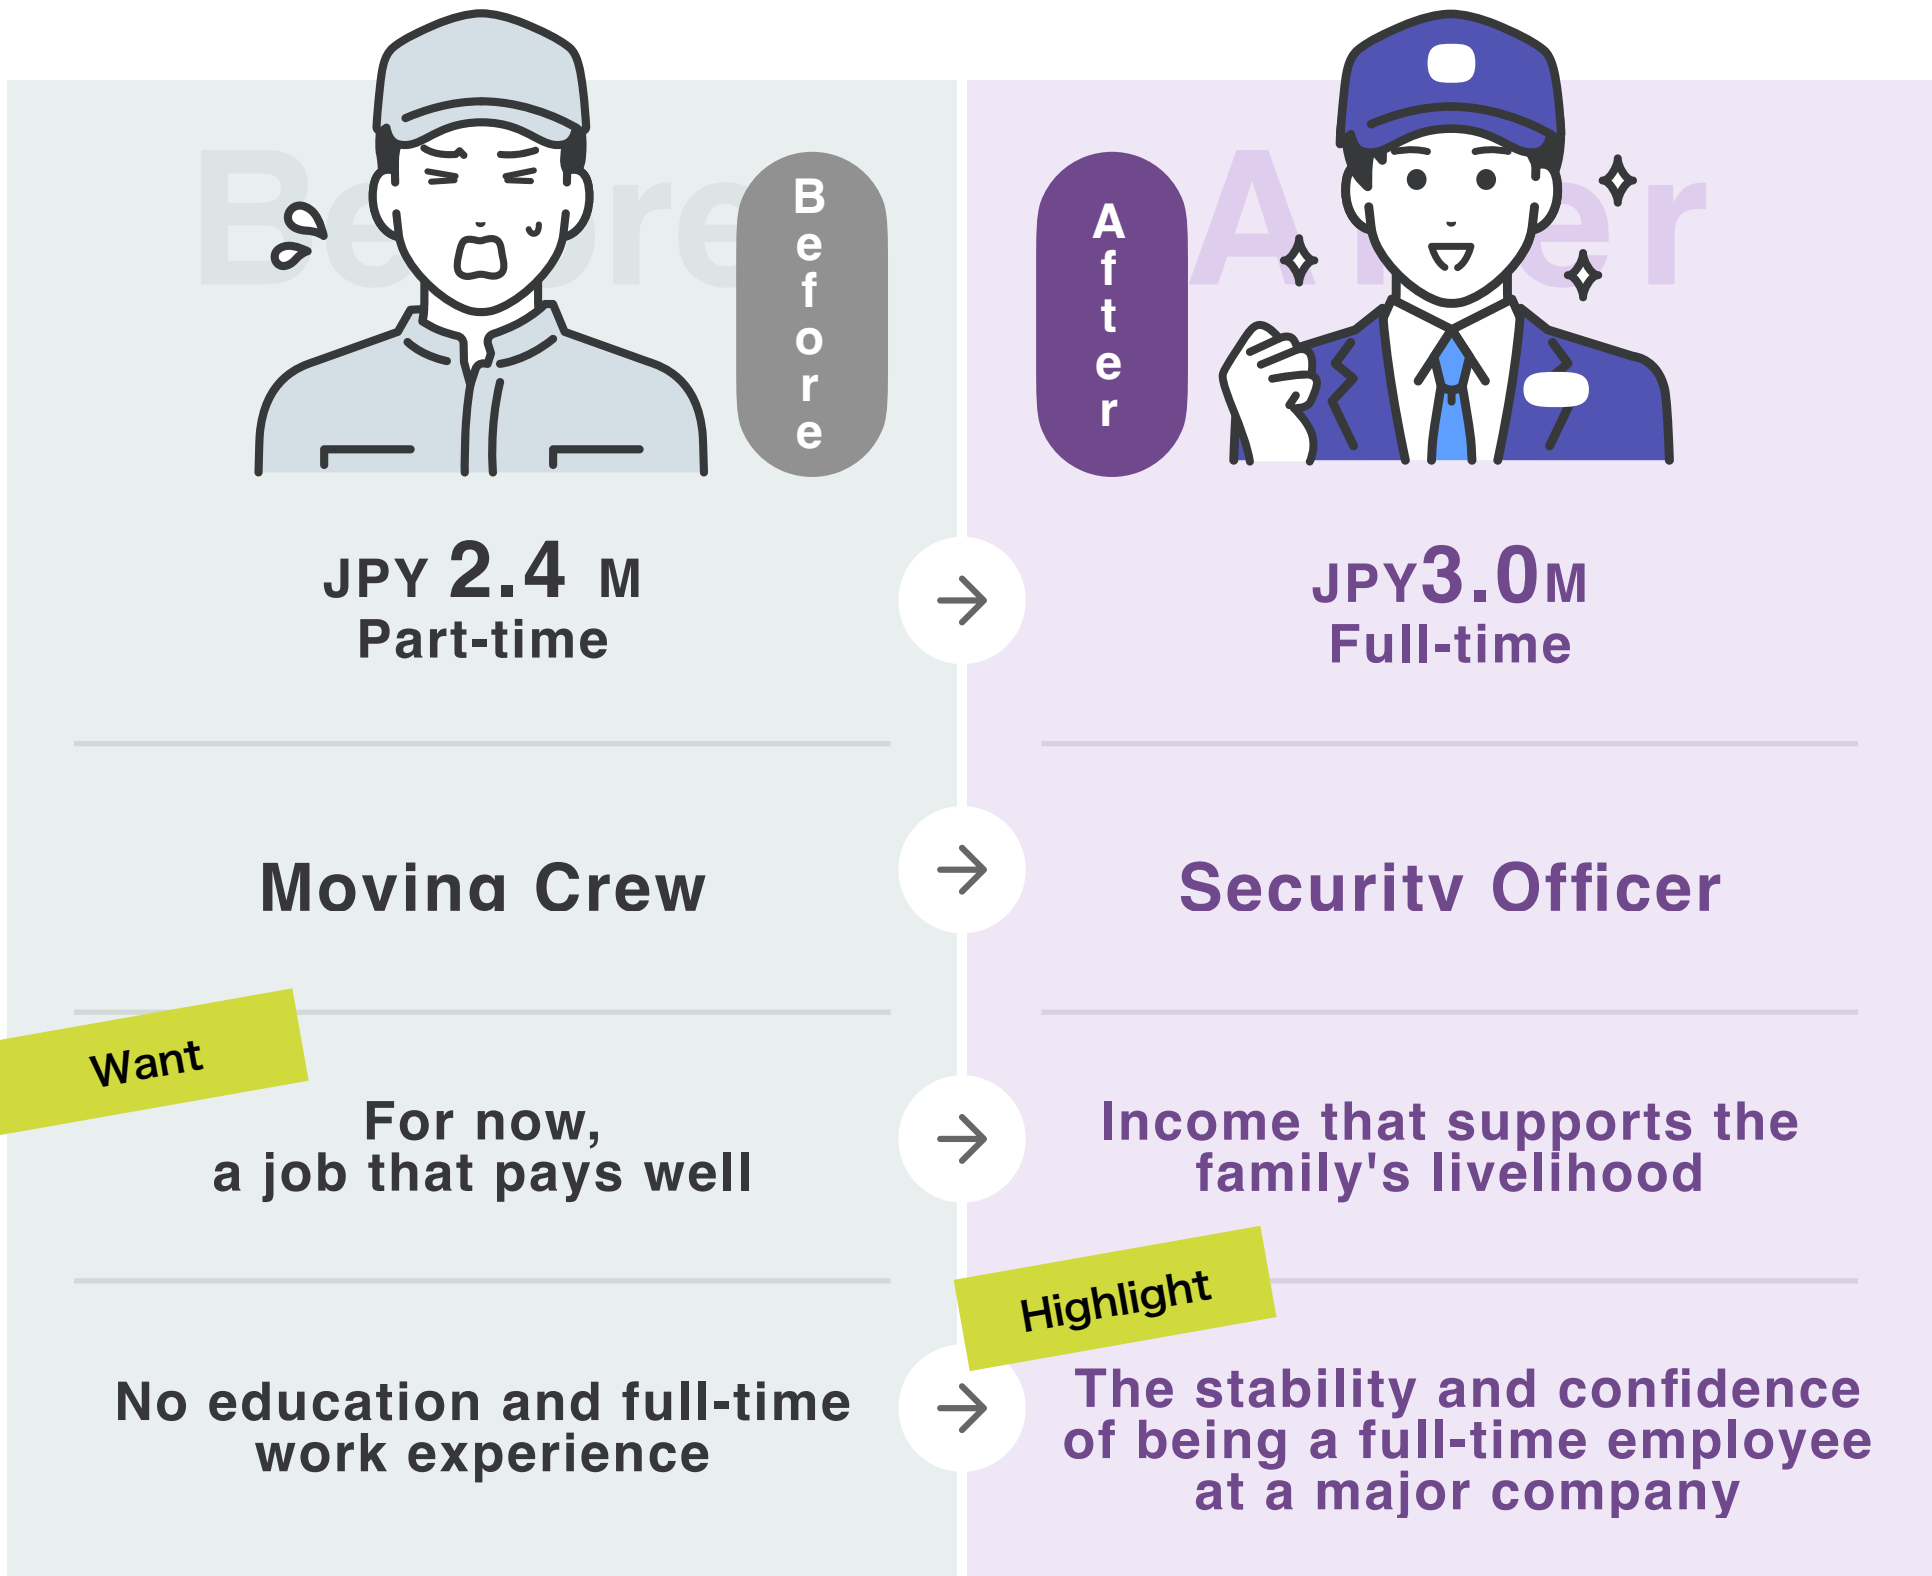 Before
After
Before
After
JPY 2.4 M
Part-time
JPY3.0M
Full-time
Moving Crew
Security Officer
Want
For now,
a job that pays well
Income that supports the
family's livelihood
Highlight
No education and full-time
work experience
The stability and confidence
of being a full-time employee
at a major company